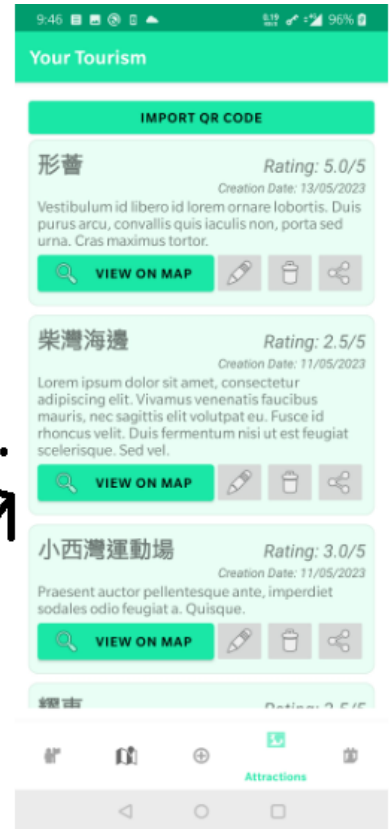 9:46
96%
Your Tourism
IMPORT QR CODE
形薈
Rating: 5.0/5
Creation Date: 13/05/2023
Vestibulum id libero id lorem ornare lobortis. Duis
purus arcu, convallis quis iaculis non, porta sed
urna. Cras maximus tortor.
VIEW ON MAP
柴灣海邊
Rating: 2.5/5
Creation Date: 11/05/2023
Lorem ipsum dolor sit amet, consectetur
adipiscing elit. Vivamus venenatis faucibus
mauris, nec sagittis elit volutpat eu. Fusce id
rhoncus velit. Duis fermentum nisi ut est feugiat
scelerisque. Sed vel.
VIEW ON MAP
小西灣運動場
Rating: 3.0/5
Creation Date: 11/05/2023
Praesent auctor pellentesque ante, imperdiet
sodales odio feugiat a. Quisque.
VIEW ON MAP
Attractions